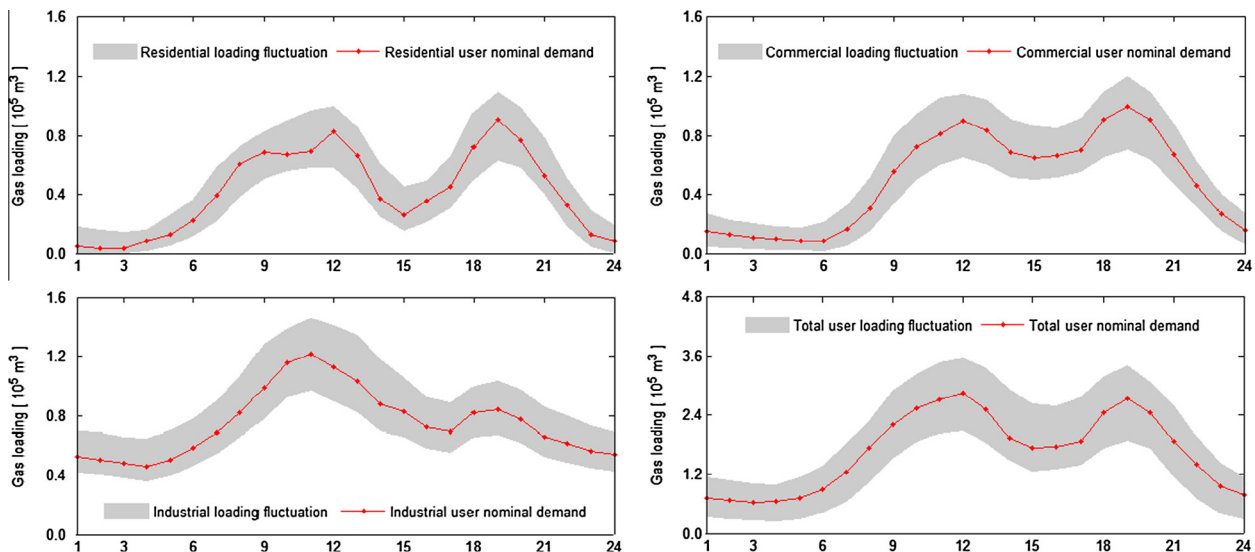 1.6
Residential loading fluctuation Residential user nominal demand
1.2
0.8
0.4
0.0
Gas loading [ 10⁵ m³ ]
1 3 6 9 12 15 18 21 24
1.6
Commercial loading fluctuation Commercial user nominal demand
1.2
0.8
0.4
0.0
Gas loading [ 10⁵ m³ ]
1 3 6 9 12 15 18 21 24
1.6
1.2
0.8
0.4
Industrial loading fluctuation Industrial user nominal demand
0.0
Gas loading [ 10⁵ m³ ]
1 3 6 9 12 15 18 21 24
4.8
Total user loading fluctuation Total user nominal demand
3.6
2.4
1.2
0.0
Gas loading [ 10⁵ m³ ]
1 3 6 9 12 15 18 21 24